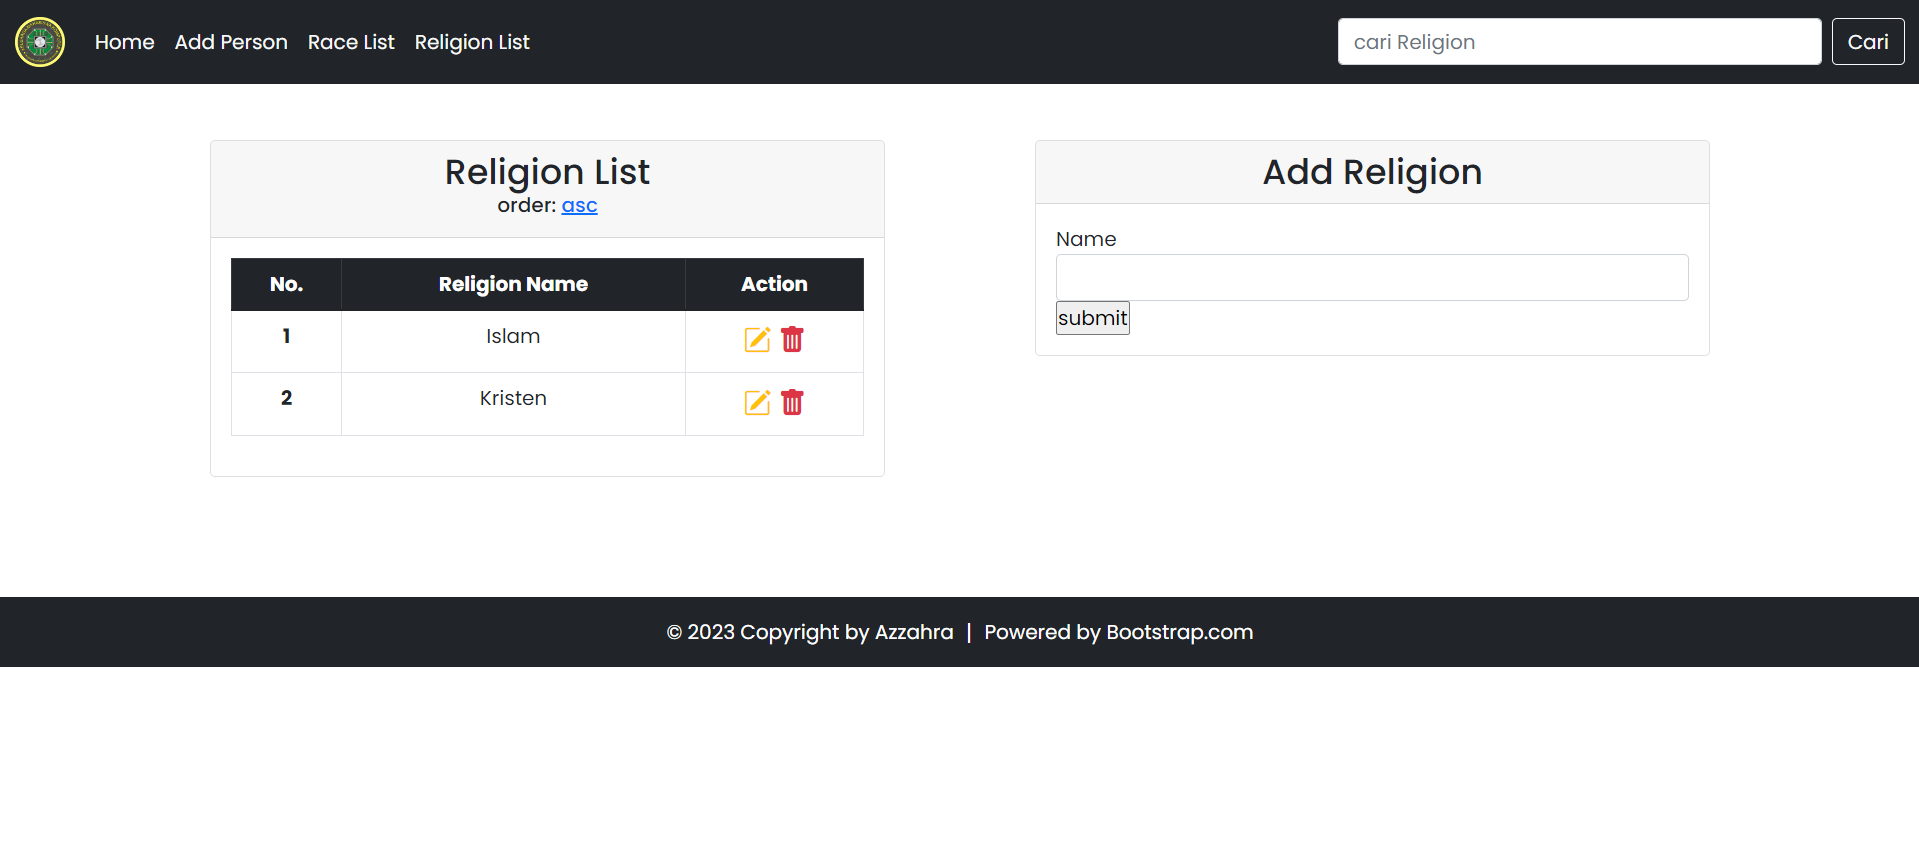 Home Add Person Race List Religion List cari Religion Cari
Religion List
order: asc
No. Religion Name Action
1 Islam
2 Kristen
Add Religion
Name
submit
© 2023 Copyright by Azzahra | Powered by Bootstrap.com